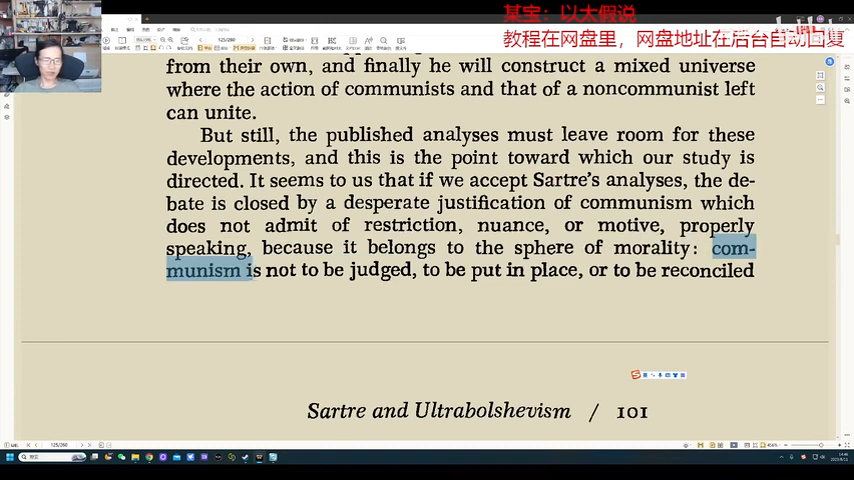 某宝：以太假说
教程在网盘里，网盘地址在后台自动回复
from their own, and finally he will construct a mixed universe
where the action of communists and that of a noncommunist left
can unite.
But still, the published analyses must leave room for these
developments, and this is the point toward which our study is
directed. It seems to us that if we accept Sartre's analyses, the de-
bate is closed by a desperate justification of communism which
does not admit of restriction, nuance, or motive, properly
speaking, because it belongs to the sphere of morality: com-
munism is not to be judged, to be put in place, or to be reconciled
Sartre and Ultrabolshevism / 101
125/260